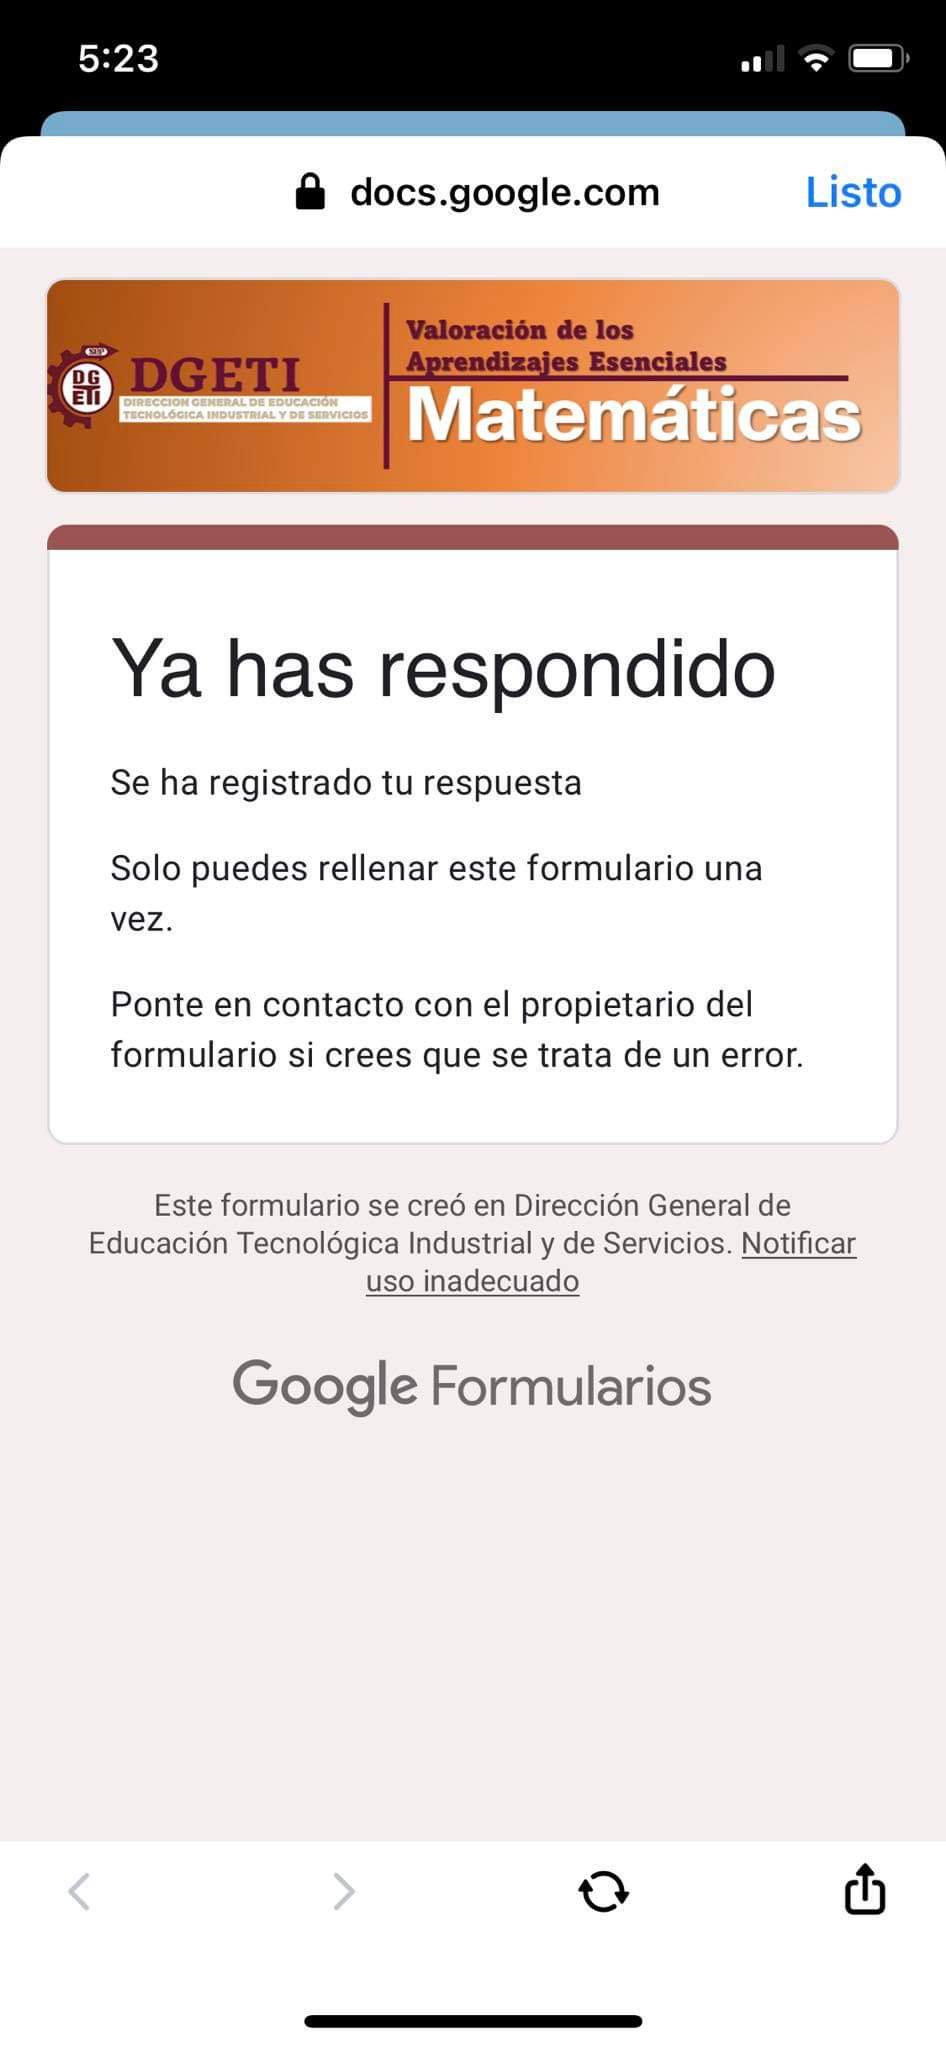 5:23
docs.google.com
Listo
SEP
DG
ETI
DGETI
DIRECCION GENERAL DE EDUCACIÓN
TECNOLÓGICA INDUSTRIAL Y DE SERVICIOS
Valoración de los
Aprendizajes Esenciales
Matemáticas
Ya has respondido
Se ha registrado tu respuesta
Solo puedes rellenar este formulario una
vez.
Ponte en contacto con el propietario del
formulario si crees que se trata de un error.
Este formulario se creó en Dirección General de
Educación Tecnológica Industrial y de Servicios. Notificar
uso inadecuado
Google Formularios